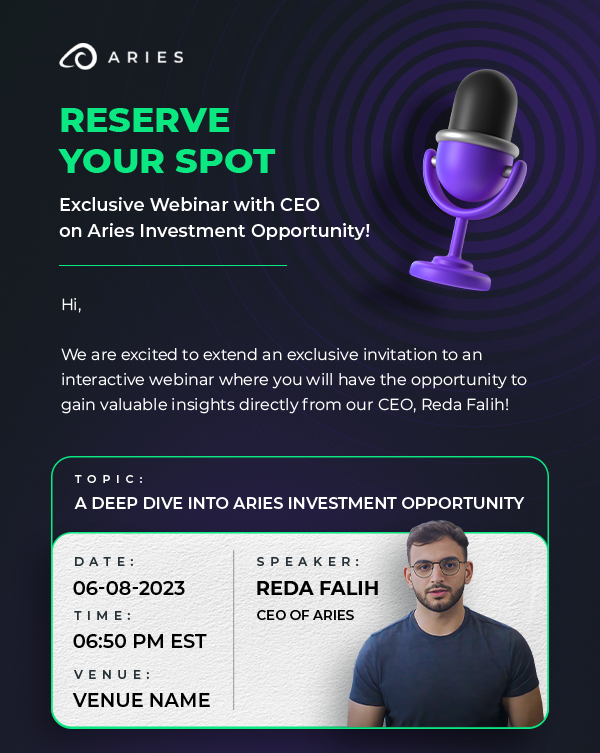 ARIES
RESERVE
YOUR SPOT
Exclusive Webinar with CEO
on Aries Investment Opportunity!
Hi,
We are excited to extend an exclusive invitation to an
interactive webinar where you will have the opportunity to
gain valuable insights directly from our CEO, Reda Falih!
TOPIC:
A DEEP DIVE INTO ARIES INVESTMENT OPPORTUNITY
DATE:
06-08-2023
TIME:
06:50 PM EST
VENUE:
VENUE NAME
SPEAKER:
REDA FALIH
CEO OF ARIES